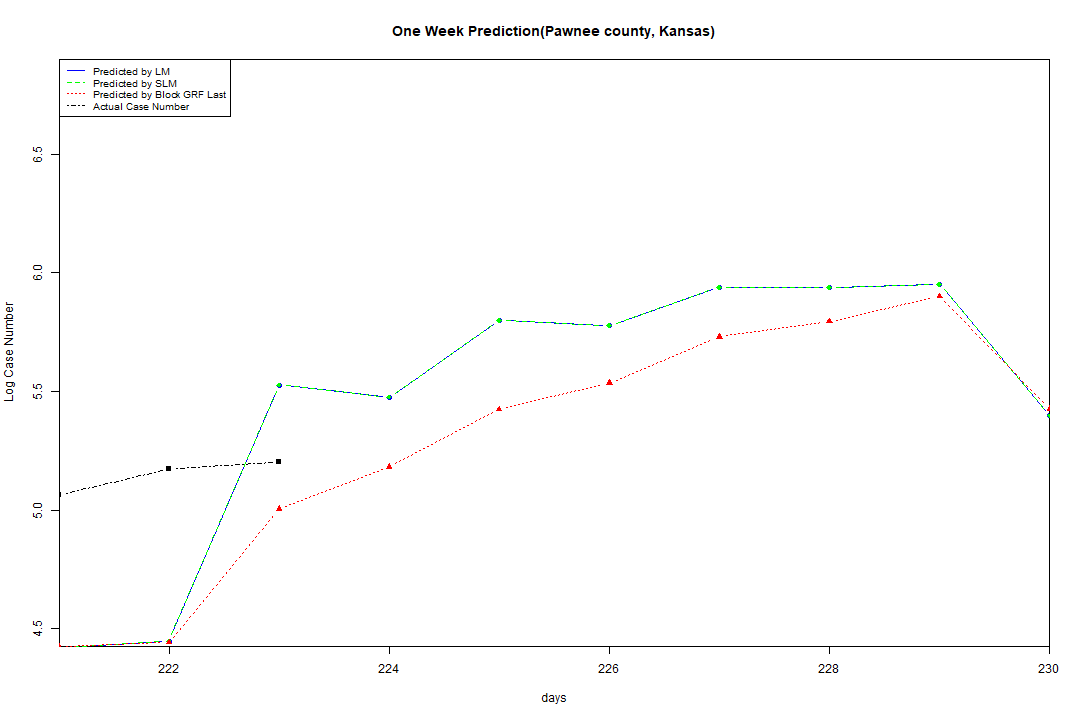 One Week Prediction(Pawnee county, Kansas)
Predicted by LM
Predicted by SLM
Predicted by Block GRF Last
Actual Case Number
6.5
6.0
5.5
5.0
4.5
Log Case Number
222 224 226 228 230
days